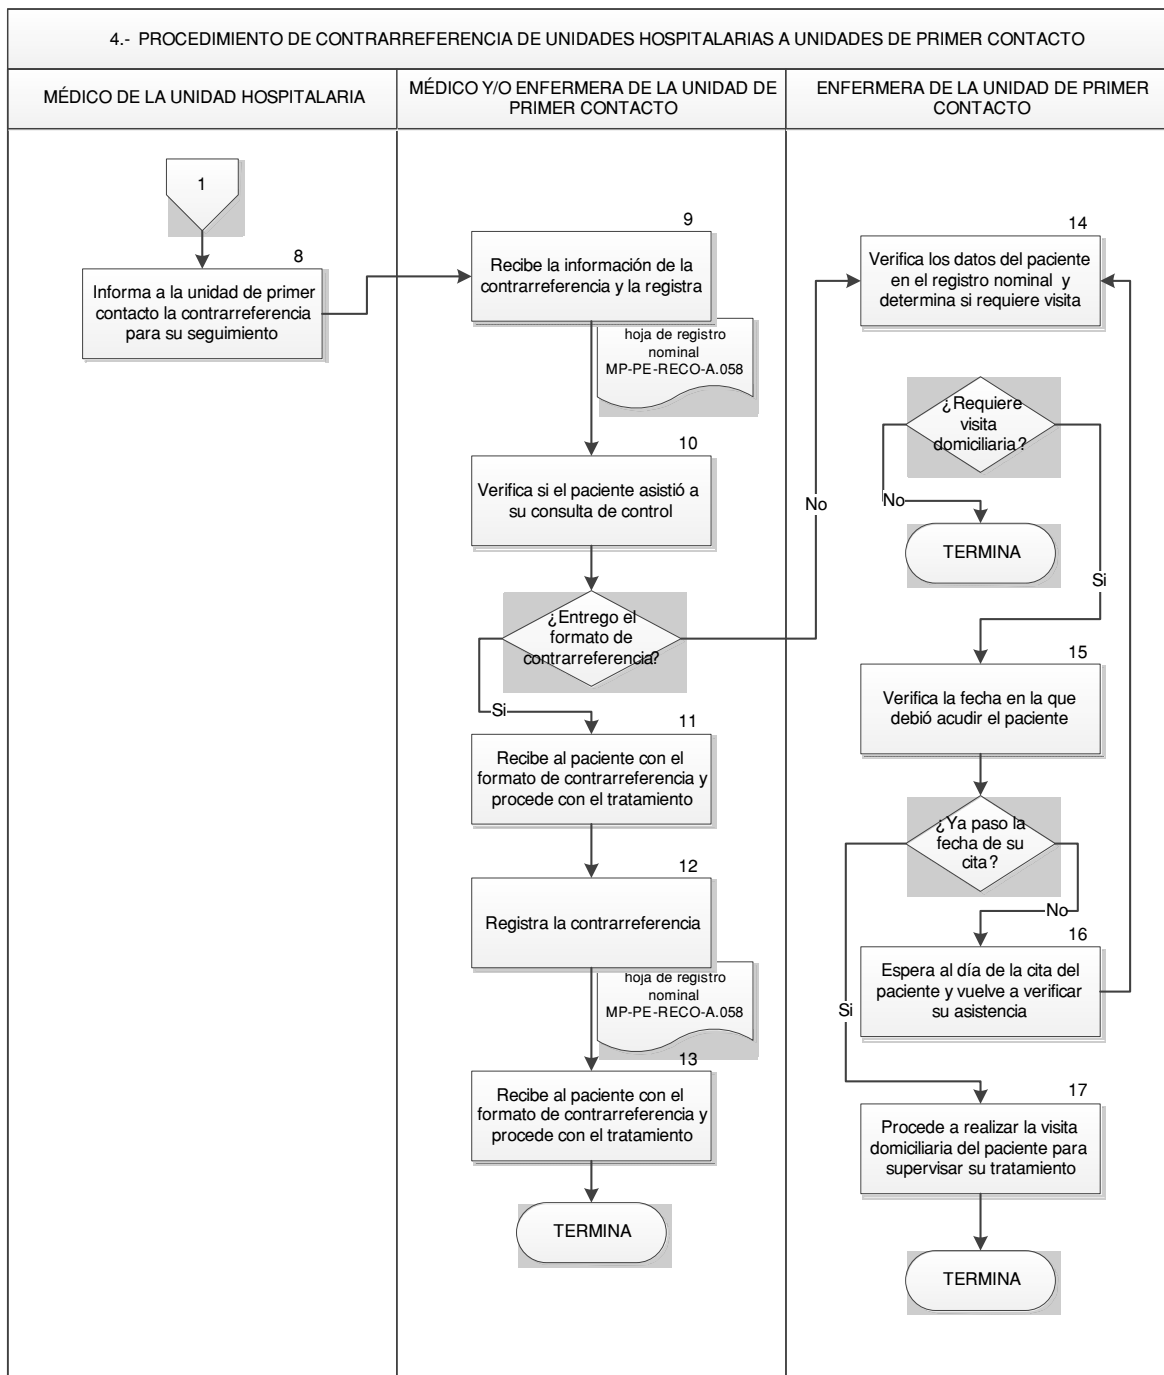 4.- PROCEDIMIENTO DE CONTRARREFERENCIA DE UNIDADES HOSPITALARIAS A UNIDADES DE PRIMER CONTACTO
MÉDICO DE LA UNIDAD HOSPITALARIA
MÉDICO Y/O ENFERMERA DE LA UNIDAD DE
PRIMER CONTACTO
ENFERMERA DE LA UNIDAD DE PRIMER
CONTACTO
1
8
Informa a la unidad de primer
contacto la contrarreferencia
para su seguimiento
9
Recibe la información de la
contrarreferencia y la registra
hoja de registro
nominal
MP-PE-RECO-A.058
10
Verifica si el paciente asistió a
su consulta de control
¿Entrego el
formato de
contrarreferencia?
No
Si
11
Recibe al paciente con el
formato de contrarreferencia y
procede con el tratamiento
12
Registra la contrarreferencia
hoja de registro
nominal
MP-PE-RECO-A.058
13
Recibe al paciente con el
formato de contrarreferencia y
procede con el tratamiento
TERMINA
14
Verifica los datos del paciente
en el registro nominal y
determina si requiere visita
¿Requiere
visita
domiciliaria?
No
TERMINA
Si
15
Verifica la fecha en la que
debió acudir el paciente
¿Ya paso la
fecha de su
cita?
No
16
Espera al día de la cita del
paciente y vuelve a verificar
su asistencia
Si
17
Procede a realizar la visita
domiciliaria del paciente para
supervisar su tratamiento
TERMINA